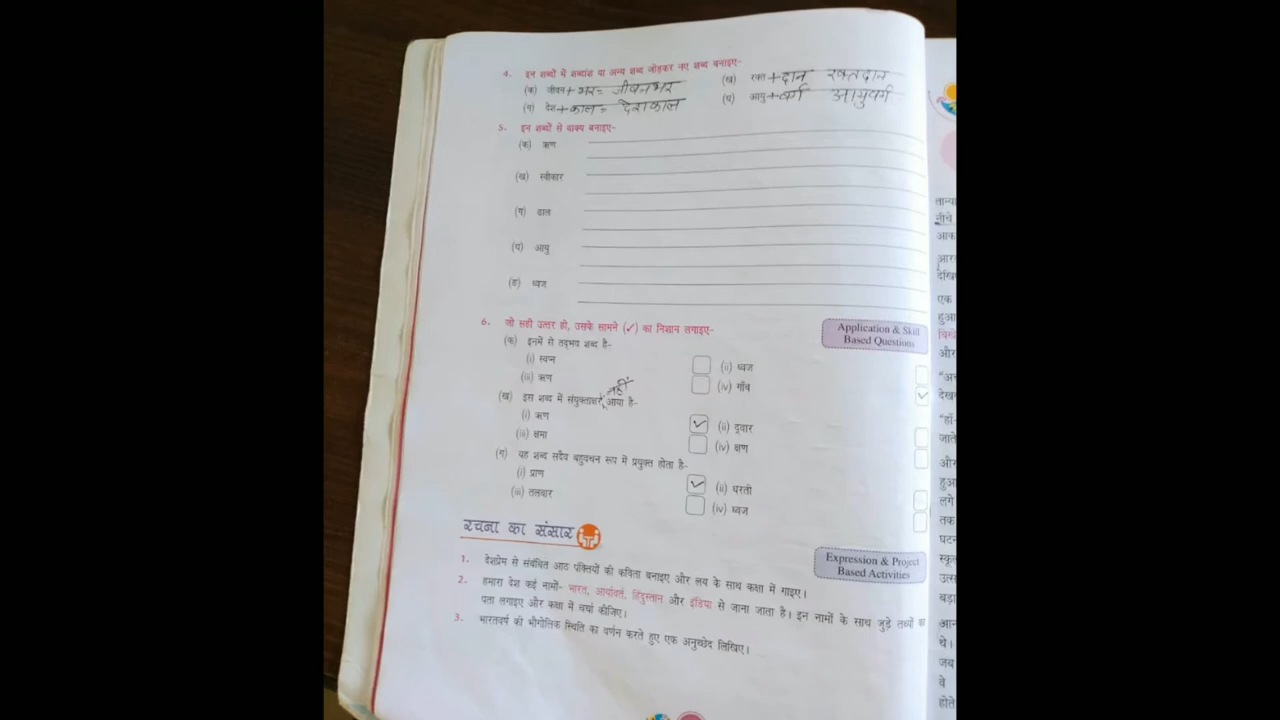 4. इन शब्दों में शब्दांश या अन्य शब्द जोड़कर नए शब्द बनाइए-
(क) जीवन + भर = जीवनभर (ख) रक्त + दान रक्तदान
(ग) देश + काल = देशकाल (घ) आयु + वर्ग आयुवर्ग
5. इन शब्दों से वाक्य बनाइए-
(क) ऋण
(ख) स्वीकार
(ग) ढाल
(घ) आयु
(ङ) ध्वज
6. जो सही उत्तर हो, उसके सामने (✓) का निशान लगाइए-
Application & Skill
Based Questions
(क) इनमें से तद्भव शब्द है-
(i) स्वप्न (ii) ध्वज
(iii) ऋण (iv) गाँव ✓
(ख) इस शब्द में संयुक्ताक्षर नहीं आया है-
(i) ऋण ✓ (ii) द्वार
(iii) क्षमा (iv) क्षण
(ग) यह शब्द सदैव बहुवचन रूप में प्रयुक्त होता है-
(i) प्राण ✓ (ii) धरती
(iii) तलवार (iv) ध्वज
रचना का संसार
Expression & Project
Based Activities
1. देशप्रेम से संबंधित आठ पंक्तियों की कविता बनाइए और लय के साथ कक्षा में गाइए।
2. हमारा देश कई नामों- भारत, आर्यावर्त, हिंदुस्तान और इंडिया से जाना जाता है। इन नामों के साथ जुड़े तथ्यों का
पता लगाइए और कक्षा में चर्चा कीजिए।
3. भारतवर्ष की भौगोलिक स्थिति का वर्णन करते हुए एक अनुच्छेद लिखिए।
नीचे
एक
और
जब
वे
होते